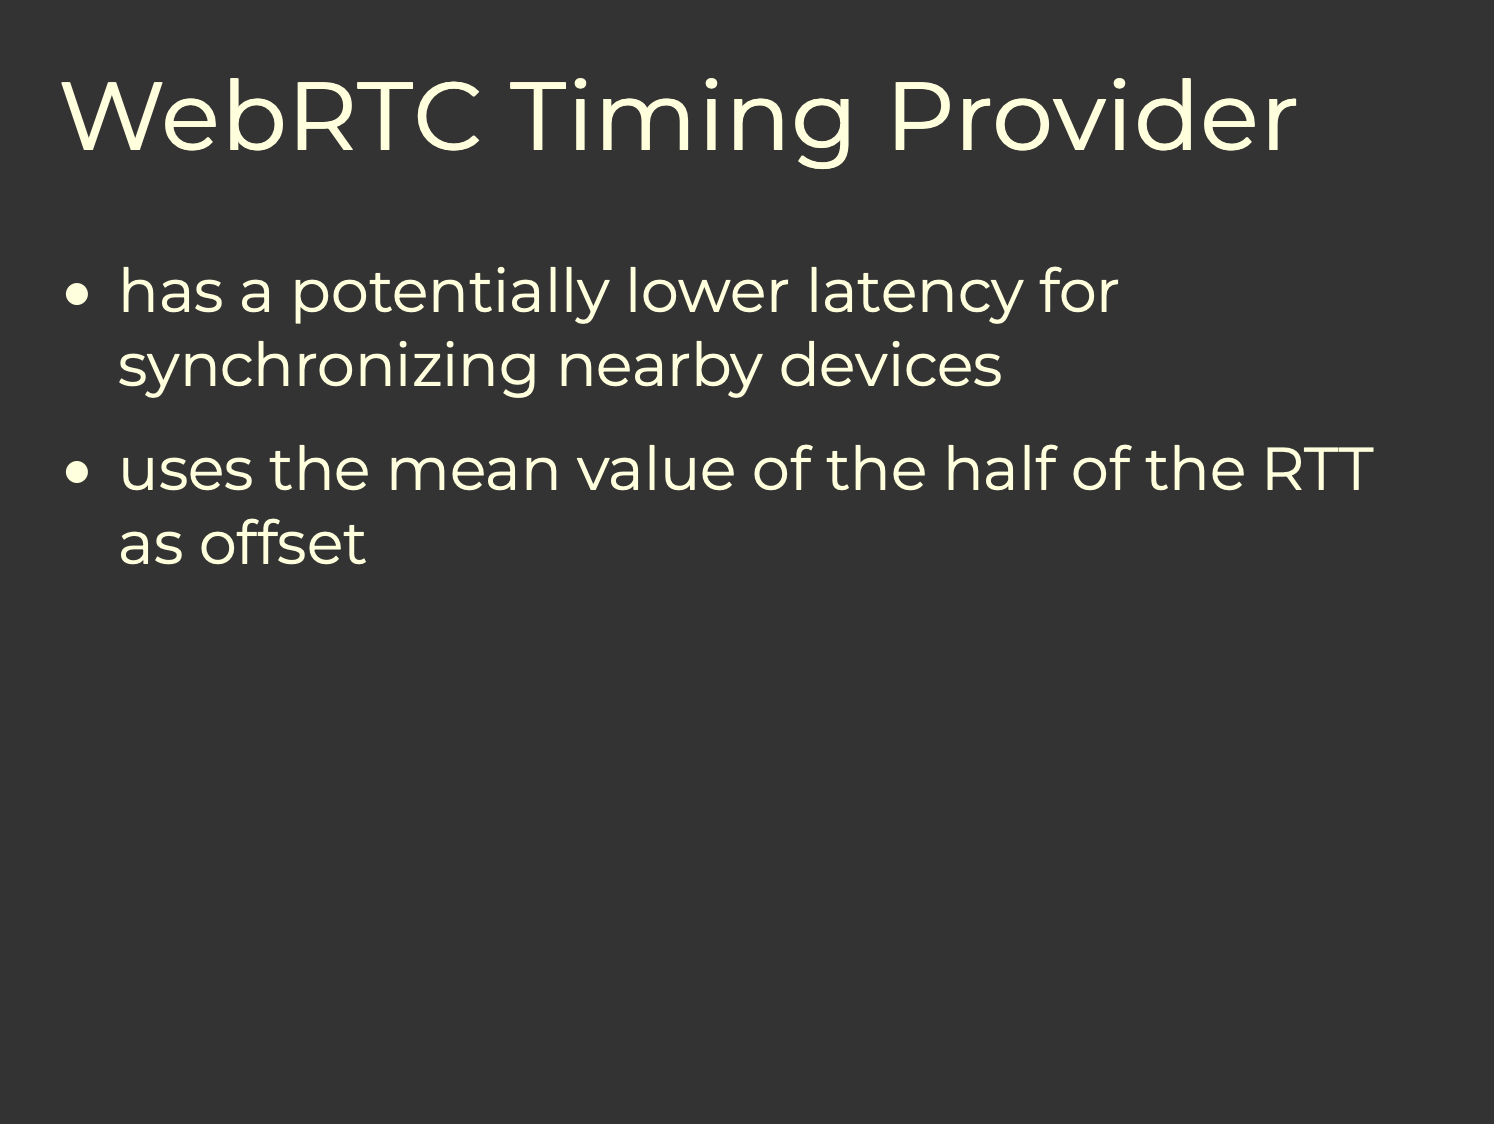 WebRTC Timing Provider
• has a potentially lower latency for
synchronizing nearby devices
• uses the mean value of the half of the RTT
as offset